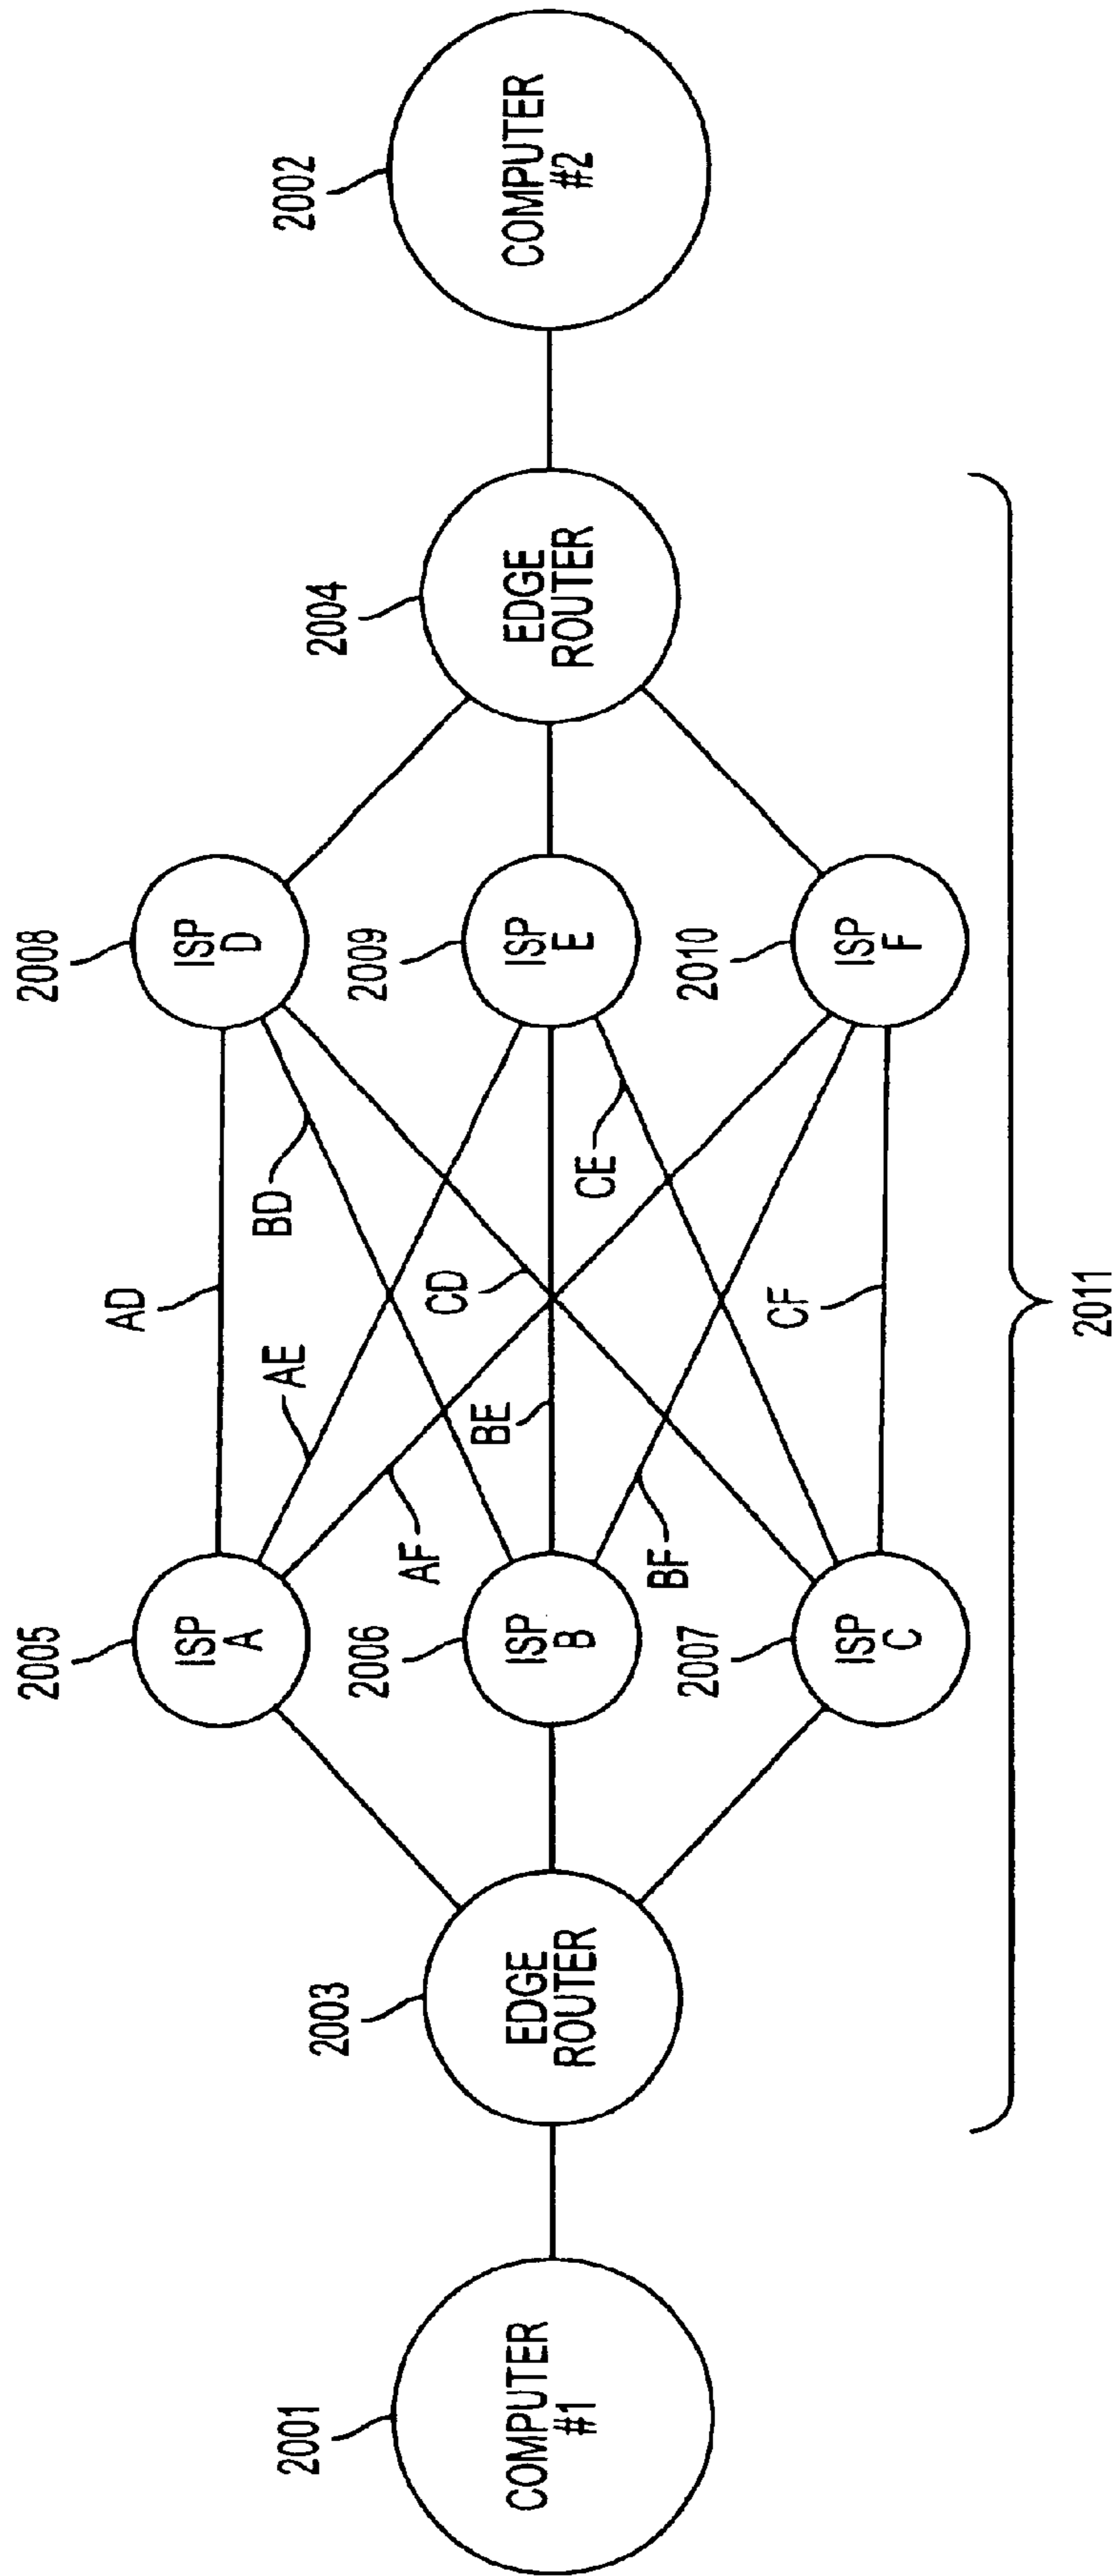 2001
COMPUTER
#1
2003
EDGE
ROUTER
2005
ISP
A
2006
ISP
B
2007
ISP
C
AD
AE
AF
BD
BE
BF
CD
CE
CF
2008
ISP
D
2009
ISP
E
2010
ISP
F
2004
EDGE
ROUTER
2002
COMPUTER
#2
2011